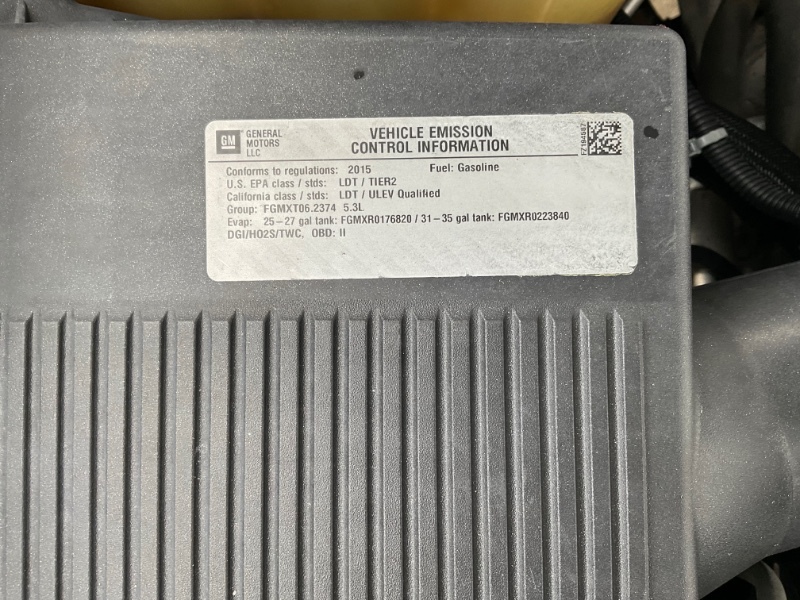 GM
GENERAL
MOTORS
LLC
VEHICLE EMISSION
CONTROL INFORMATION
Conforms to regulations: 2015 Fuel: Gasoline
U.S. EPA class / stds: LDT / TIER2
California class / stds: LDT / ULEV Qualified
Group: FGMXT06.2374 5.3L
Evap: 25-27 gal tank: FGMXR0176820 / 31-35 gal tank: FGMXR0223840
DGI/HO2S/TWC, OBD: II